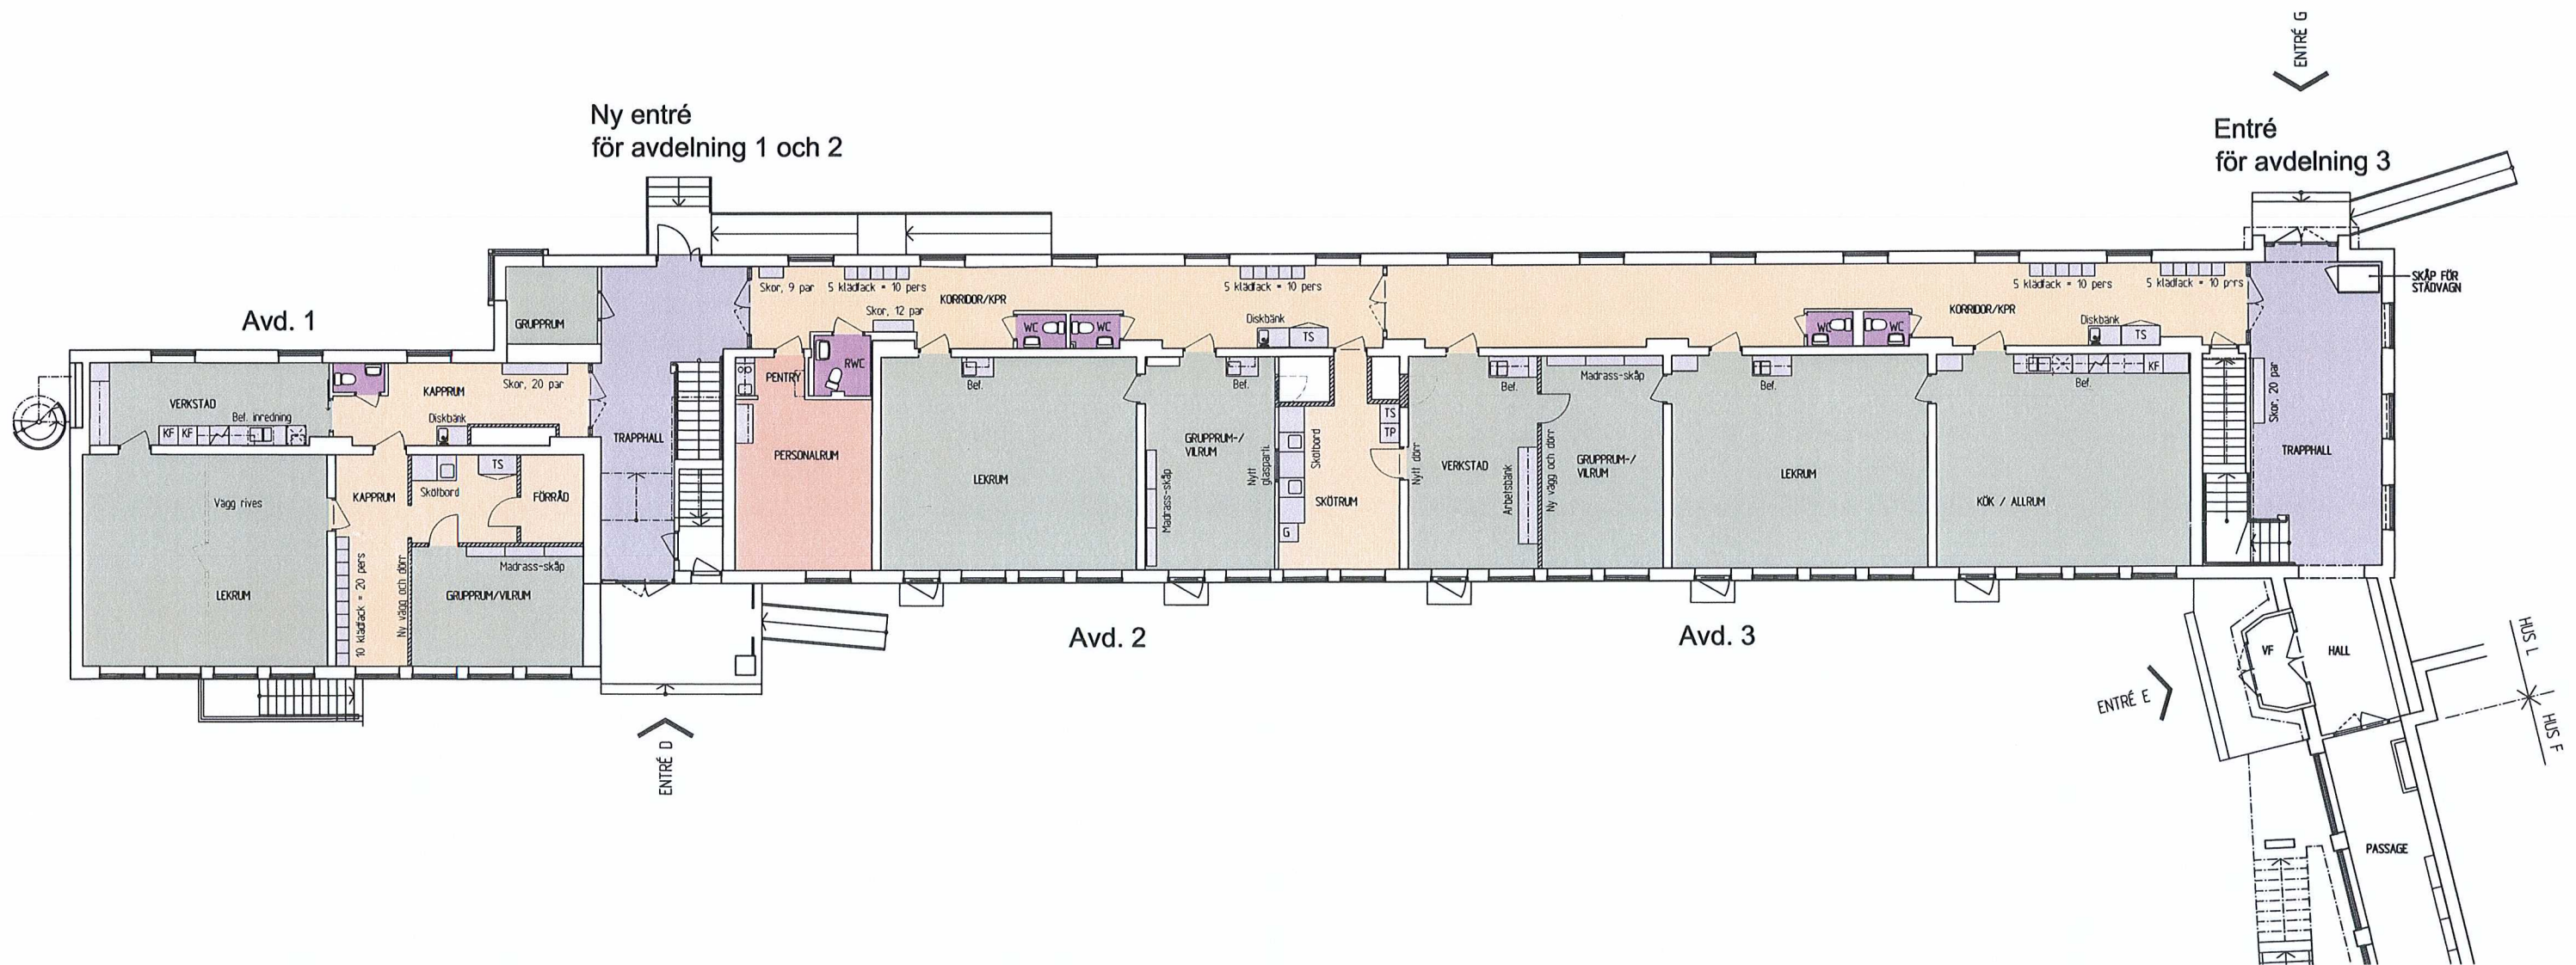 ENTRÉ G
Ny entré
för avdelning 1 och 2
Entré
för avdelning 3
Avd. 1
GRUPPRUM
Skor, 9 par
5 klädfack = 10 pers
KORRIDOR/KPR
Skor, 12 par
5 klädfack = 10 pers
Diskbänk
TS
WC
WC
KORRIDOR/KPR
5 klädfack = 10 pers
5 klädfack = 10 prrs
Diskbänk
TS
WC
WC
SKÅP FÖR
STÄDVAGN
VERKSTAD
Bef. inredning
KF
KF
KAPPRUM
Skor, 20 par
Diskbänk
TRAPPHALL
PENTRY
RWC
PERSONALRUM
Bef.
LEKRUM
Bef.
GRUPPRUM-/
VILRUM
Madrass-skåp
Nytt
glasparti.
Skötbord
TS
TP
SKÖTRUM
G
Nytt dörr
VERKSTAD
Bef.
Arbetsbänk
Ny vägg och dörr
Madrass-skåp
GRUPPRUM-/
VILRUM
Bef.
LEKRUM
Bef.
KF
KÖK / ALLRUM
Skor, 20 par
TRAPPHALL
Vägg rives
LEKRUM
KAPPRUM
10 klädfack = 20 pers
Ny vägg och dörr
Skötbord
TS
FÖRRÅD
Madrass-skåp
GRUPPRUM/VILRUM
Avd. 2
Avd. 3
ENTRÉ D
ENTRÉ E
VF
HALL
HUS L
HUS F
PASSAGE